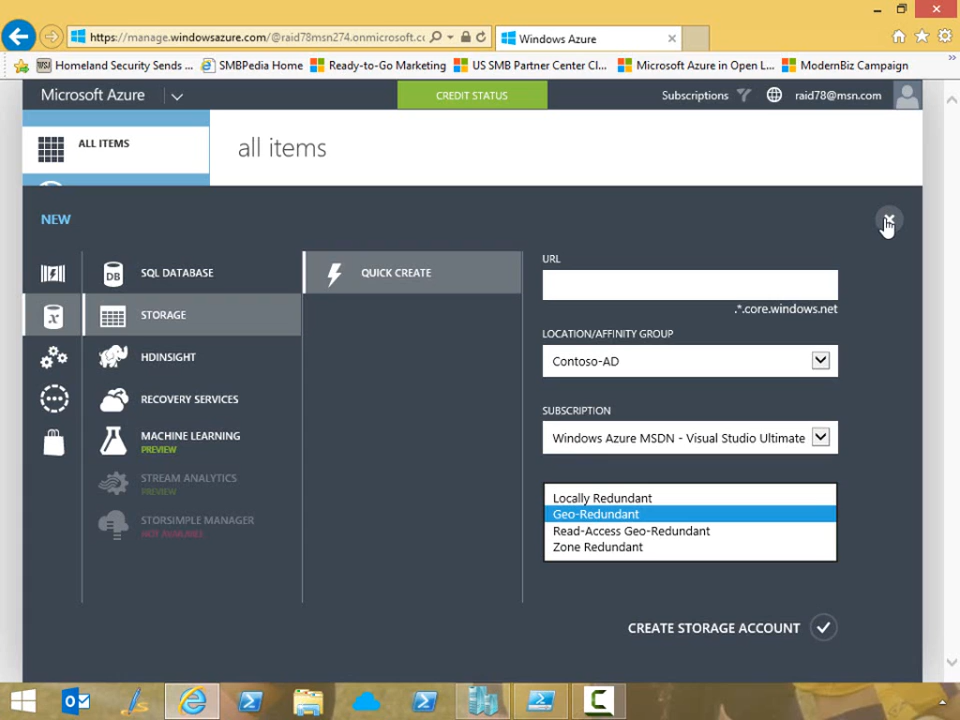 https://manage.windowsazure.com/@raid78msn274.onmicrosoft.cc
Windows Azure
Homeland Security Sends ...
SMBPedia Home
Ready-to-Go Marketing
US SMB Partner Center Cl...
Microsoft Azure in Open L...
ModernBiz Campaign
Microsoft Azure
CREDIT STATUS
Subscriptions
raid78@msn.com
ALL ITEMS
all items
NEW
SQL DATABASE
STORAGE
HDINSIGHT
RECOVERY SERVICES
MACHINE LEARNING
PREVIEW
STREAM ANALYTICS
PREVIEW
STORSIMPLE MANAGER
NOT AVAILABLE
QUICK CREATE
URL
.*.core.windows.net
LOCATION/AFFINITY GROUP
Contoso-AD
SUBSCRIPTION
Windows Azure MSDN - Visual Studio Ultimate
Locally Redundant
Geo-Redundant
Read-Access Geo-Redundant
Zone Redundant
CREATE STORAGE ACCOUNT